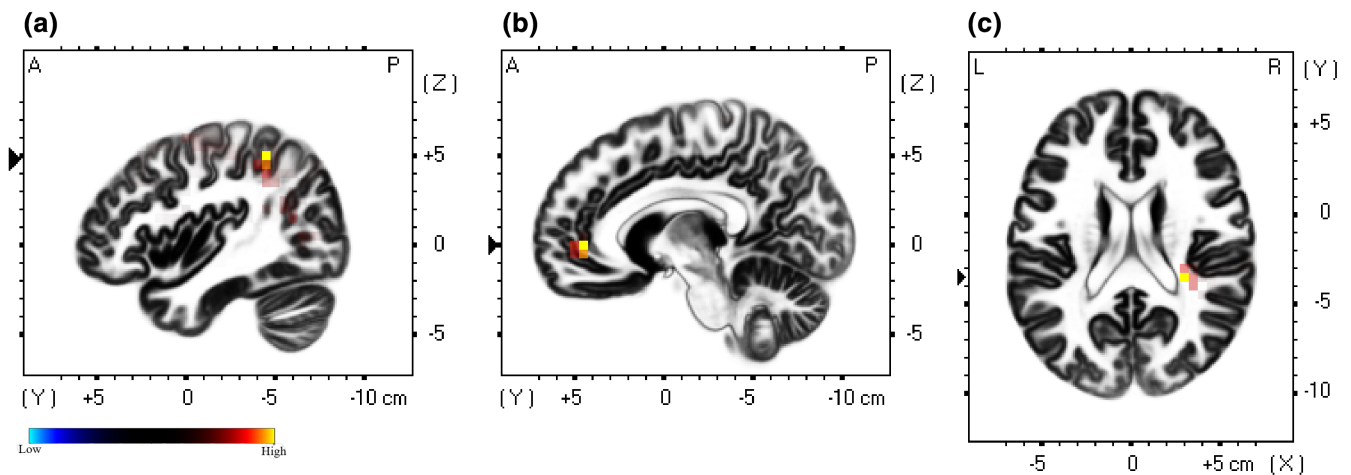 (a)
A P
(Z)
+5
0
-5
(Y) +5 0 -5 -10 cm
Low High
(b)
A P
(Z)
+5
0
-5
(Y) +5 0 -5 -10 cm
(c)
L R
(Y)
+5
0
-5
-10
-5 0 +5 cm (X)